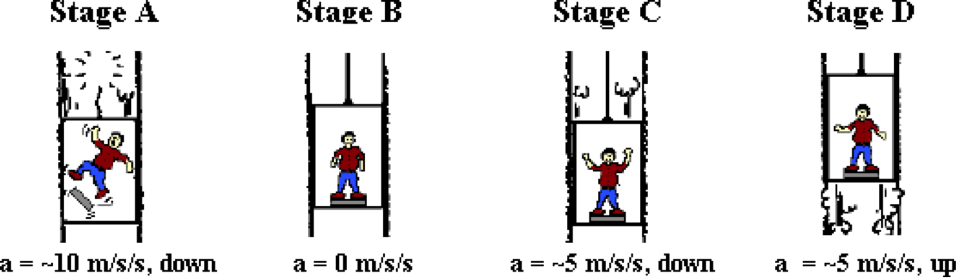 Stage A
Stage B
Stage C
Stage D
a = ~10 m/s/s, down
a = 0 m/s/s
a = ~5 m/s/s, down
a = ~5 m/s/s, up